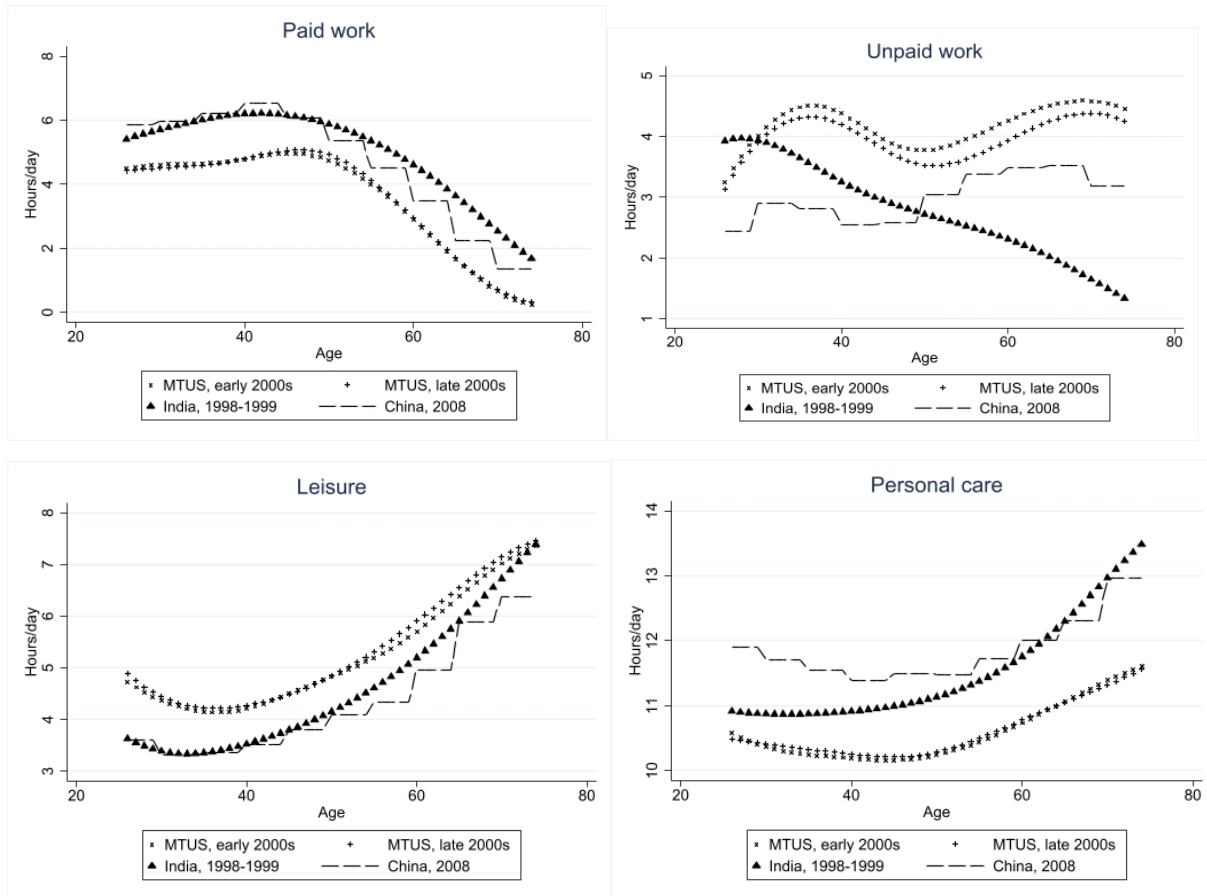 Paid work
8
6
4
2
0
Hours/day
20 40 60 80
Age
× MTUS, early 2000s + MTUS, late 2000s
▲ India, 1998-1999 — — — China, 2008
Unpaid work
5
4
3
2
1
Hours/day
20 40 60 80
Age
× MTUS, early 2000s + MTUS, late 2000s
▲ India, 1998-1999 — — — China, 2008
Leisure
8
7
6
5
4
3
Hours/day
20 40 60 80
Age
× MTUS, early 2000s + MTUS, late 2000s
▲ India, 1998-1999 — — — China, 2008
Personal care
14
13
12
11
10
Hours/day
20 40 60 80
Age
× MTUS, early 2000s + MTUS, late 2000s
▲ India, 1998-1999 — — — China, 2008